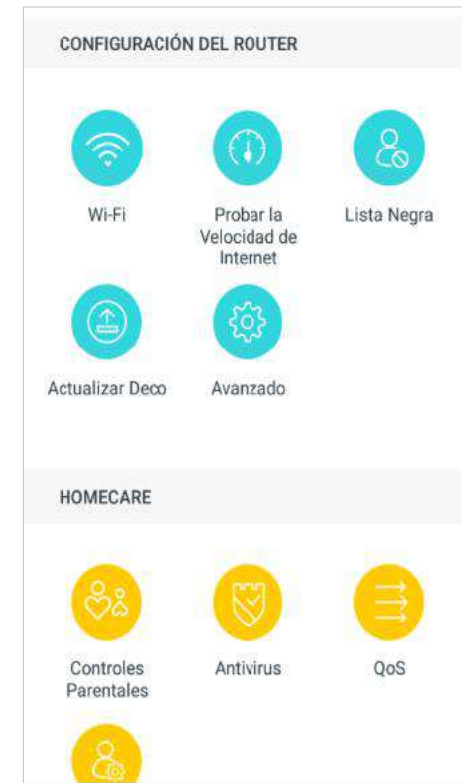 CONFIGURACIÓN DEL ROUTER
Wi-Fi
Probar la
Velocidad de
Internet
Lista Negra
Actualizar Deco
Avanzado
HOMECARE
Controles
Parentales
Antivirus
QoS